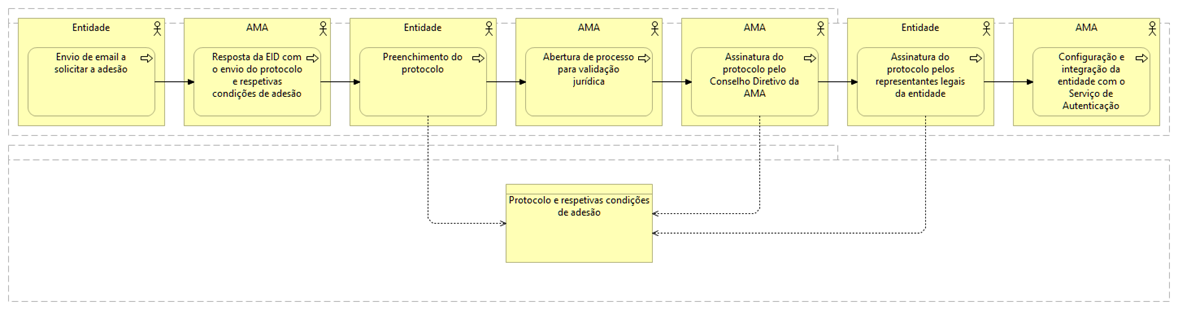 Entidade
Envio de email a
solicitar a adesão
AMA
Resposta da EID com
o envio do protocolo
e respetivas
condições de adesão
Entidade
Preenchimento do
protocolo
AMA
Abertura de processo
para validação
jurídica
AMA
Assinatura do
protocolo pelo
Conselho Diretivo da
AMA
Entidade
Assinatura do
protocolo pelos
representantes legais
da entidade
AMA
Configuração e
integração da
entidade com o
Serviço de
Autenticação
Protocolo e respetivas condições
de adesão